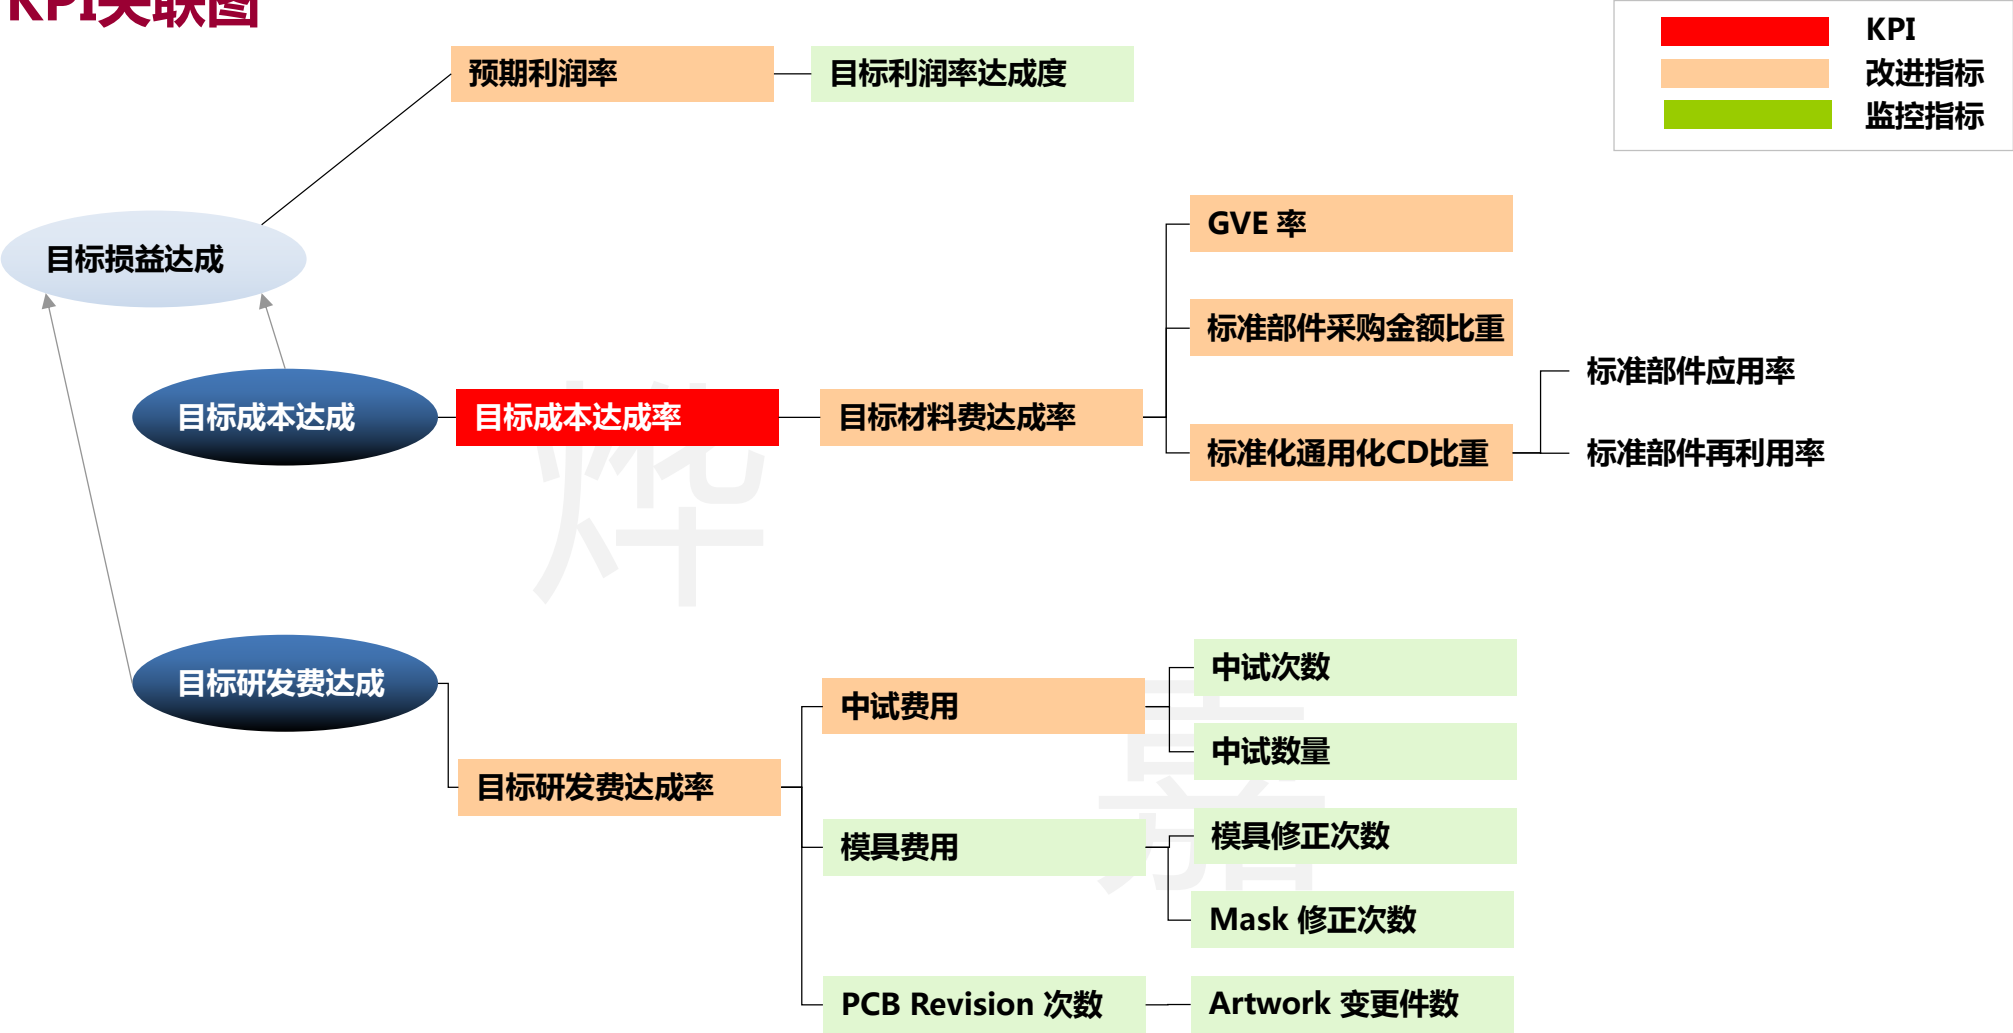 KPI关联图
KPI
改进指标
监控指标
预期利润率
目标利润率达成度
目标损益达成
GVE 率
标准部件采购金额比重
标准部件应用率
目标成本达成
目标成本达成率
目标材料费达成率
标准化通用化CD比重
标准部件再利用率
烨
中试次数
目标研发费达成
中试费用
中试数量
嘉
目标研发费达成率
模具费用
模具修正次数
Mask 修正次数
PCB Revision 次数
Artwork 变更件数